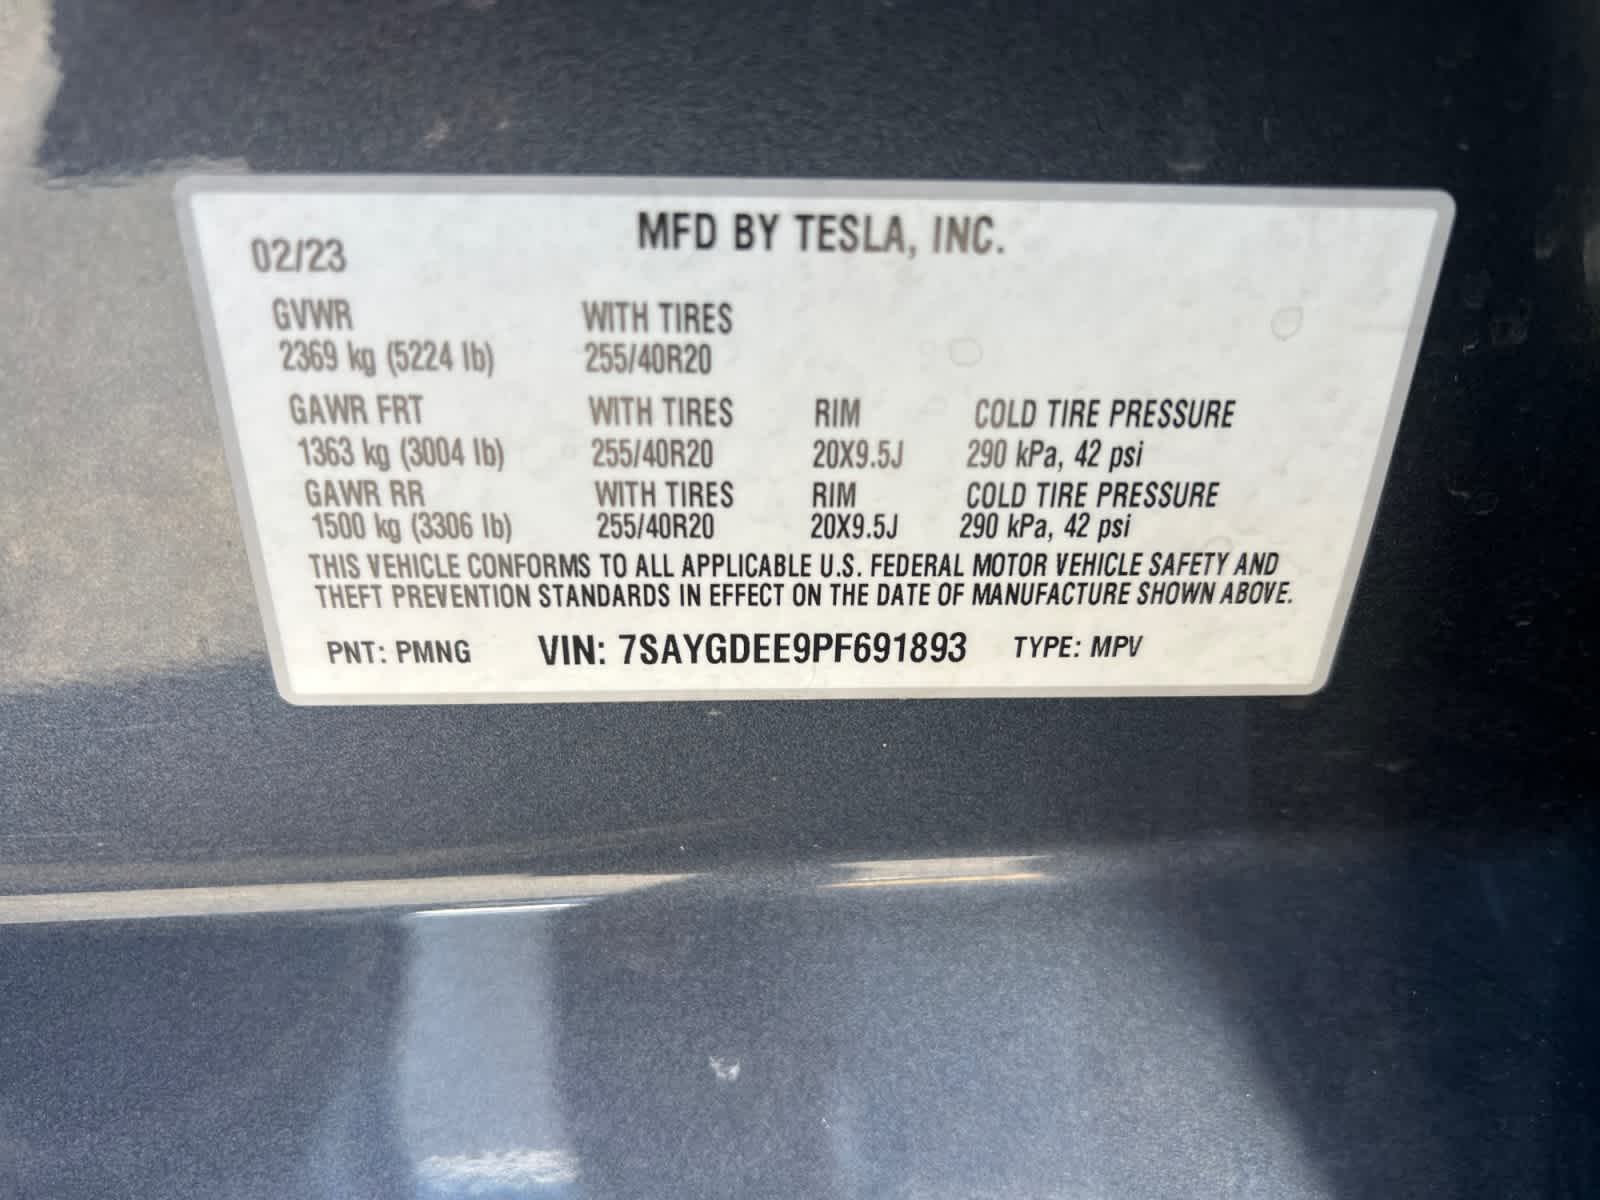 MFD BY TESLA, INC.
02/23
GVWR WITH TIRES
2369 kg (5224 lb) 255/40R20
GAWR FRT WITH TIRES RIM COLD TIRE PRESSURE
1363 kg (3004 lb) 255/40R20 20X9.5J 290 kPa, 42 psi
GAWR RR WITH TIRES RIM COLD TIRE PRESSURE
1500 kg (3306 lb) 255/40R20 20X9.5J 290 kPa, 42 psi
THIS VEHICLE CONFORMS TO ALL APPLICABLE U.S. FEDERAL MOTOR VEHICLE SAFETY AND
THEFT PREVENTION STANDARDS IN EFFECT ON THE DATE OF MANUFACTURE SHOWN ABOVE.
PNT: PMNG VIN: 7SAYGDEE9PF691893 TYPE: MPV